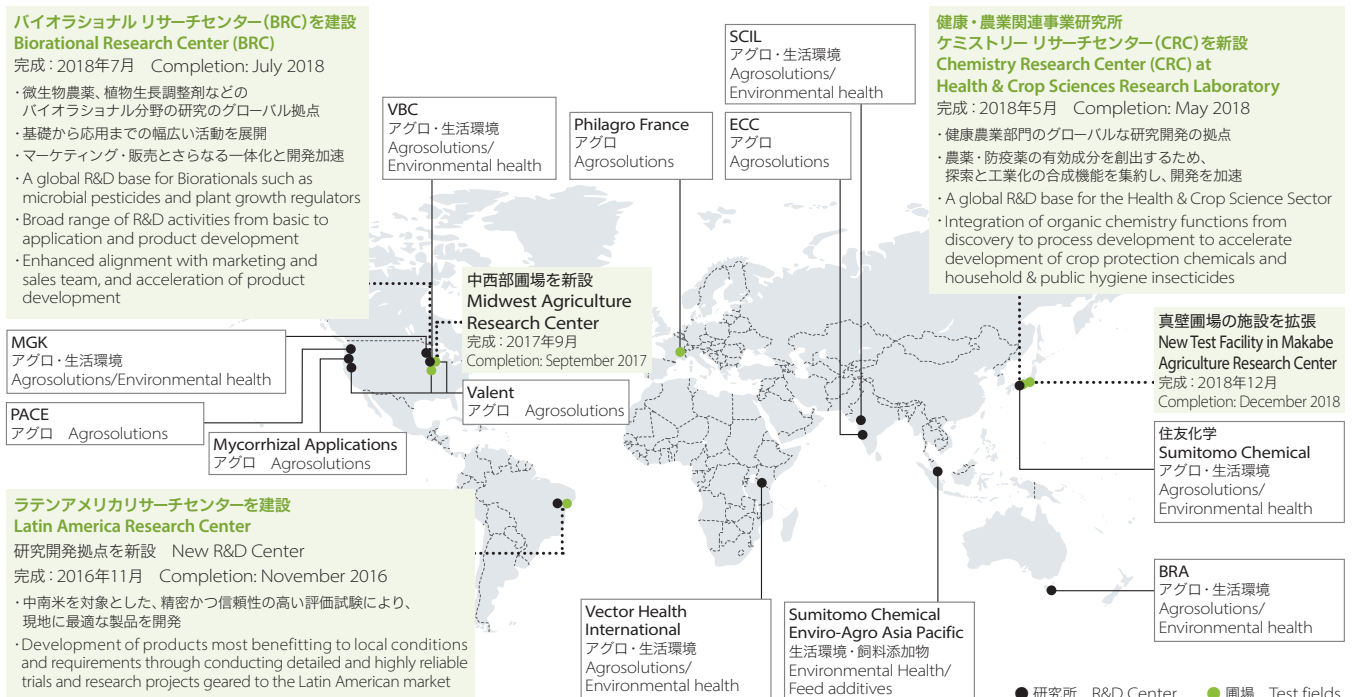 バイオラショナル リサーチセンター(BRC)を建設
Biorational Research Center (BRC)
完成：2018年7月　Completion: July 2018
・微生物農薬、植物生長調整剤などの
バイオラショナル分野の研究のグローバル拠点
・基礎から応用までの幅広い活動を展開
・マーケティング・販売とさらなる一体化と開発加速
・A global R&D base for Biorationals such as
microbial pesticides and plant growth regulators
・Broad range of R&D activities from basic to
application and product development
・Enhanced alignment with marketing and
sales team, and acceleration of product
development
VBC
アグロ・生活環境
Agrosolutions/
Environmental health
Philagro France
アグロ
Agrosolutions
SCIL
アグロ・生活環境
Agrosolutions/
Environmental health
ECC
アグロ
Agrosolutions
健康・農業関連事業研究所
ケミストリー リサーチセンター(CRC)を新設
Chemistry Research Center (CRC) at
Health & Crop Sciences Research Laboratory
完成：2018年5月　Completion: May 2018
・健康農業部門のグローバルな研究開発の拠点
・農薬・防疫薬の有効成分を創出するため、
探索と工業化の合成機能を集約し、開発を加速
・A global R&D base for the Health & Crop Science Sector
・Integration of organic chemistry functions from
discovery to process development to accelerate
development of crop protection chemicals and
household & public hygiene insecticides
中西部圃場を新設
Midwest Agriculture
Research Center
完成：2017年9月
Completion: September 2017
MGK
アグロ・生活環境
Agrosolutions/Environmental health
Valent
アグロ　Agrosolutions
PACE
アグロ　Agrosolutions
Mycorrhizal Applications
アグロ　Agrosolutions
真壁圃場の施設を拡張
New Test Facility in Makabe
Agriculture Research Center
完成：2018年12月
Completion: December 2018
住友化学
Sumitomo Chemical
アグロ・生活環境
Agrosolutions/
Environmental health
ラテンアメリカリサーチセンターを建設
Latin America Research Center
研究開発拠点を新設　New R&D Center
完成：2016年11月　Completion: November 2016
・中南米を対象とした、精密かつ信頼性の高い評価試験により、
現地に最適な製品を開発
・Development of products most benefitting to local conditions
and requirements through conducting detailed and highly reliable
trials and research projects geared to the Latin American market
Vector Health
International
アグロ・生活環境
Agrosolutions/
Environmental health
Sumitomo Chemical
Enviro-Agro Asia Pacific
生活環境・飼料添加物
Environmental Health/
Feed additives
BRA
アグロ・生活環境
Agrosolutions/
Environmental health
● 研究所　R&D Center　● 圃場　Test fields